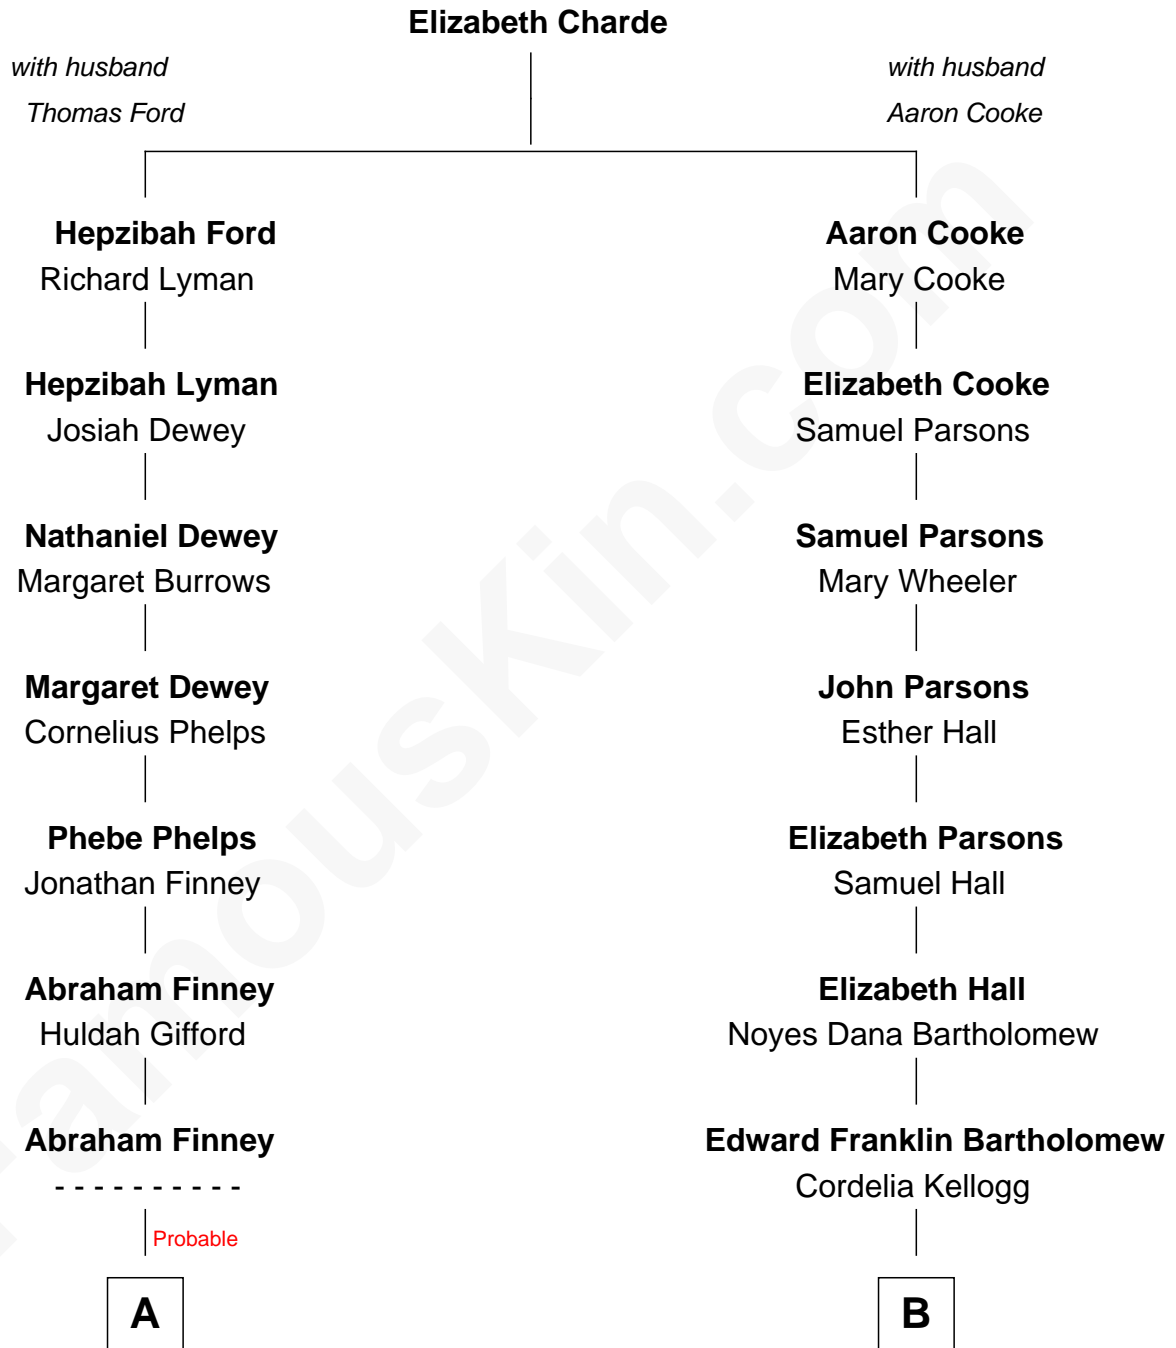 Elizabeth Charde
with husband
Thomas Ford
with husband
Aaron Cooke
Hepzibah Ford
Richard Lyman
Aaron Cooke
Mary Cooke
Hepzibah Lyman
Josiah Dewey
Elizabeth Cooke
Samuel Parsons
Nathaniel Dewey
Margaret Burrows
Samuel Parsons
Mary Wheeler
Margaret Dewey
Cornelius Phelps
John Parsons
Esther Hall
Phebe Phelps
Jonathan Finney
Elizabeth Parsons
Samuel Hall
Abraham Finney
Huldah Gifford
Elizabeth Hall
Noyes Dana Bartholomew
Abraham Finney
- - - - - - - - - -
Edward Franklin Bartholomew
Cordelia Kellogg
Probable
A
B
FamousKin.com